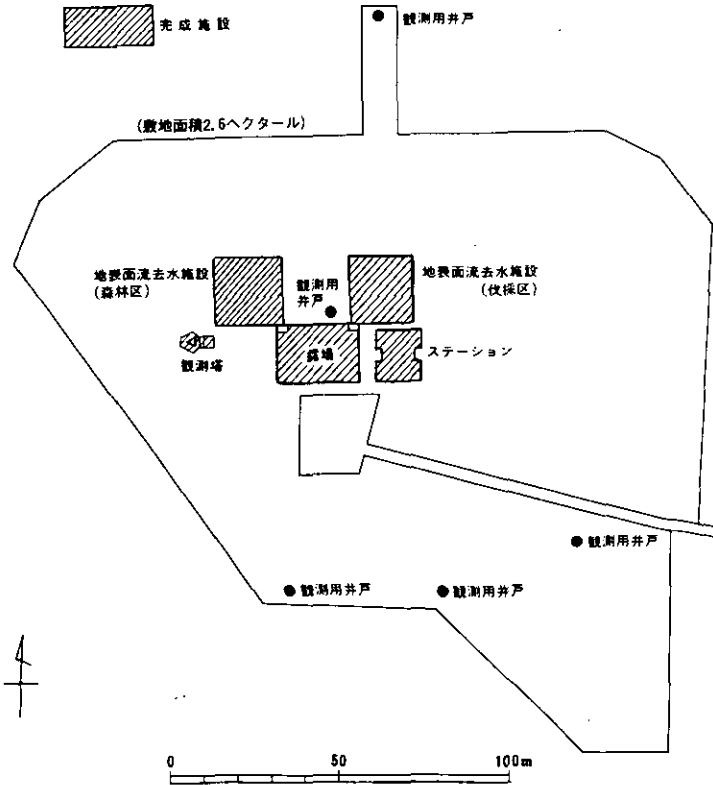 完成施設
観測用井戸
(敷地面積2.6ヘクタール)
地表面流去水施設
(森林区)
観測用
井戸
地表面流去水施設
(伐採区)
観測塔
露場
ステーション
観測用井戸
観測用井戸
観測用井戸
0
50
100m